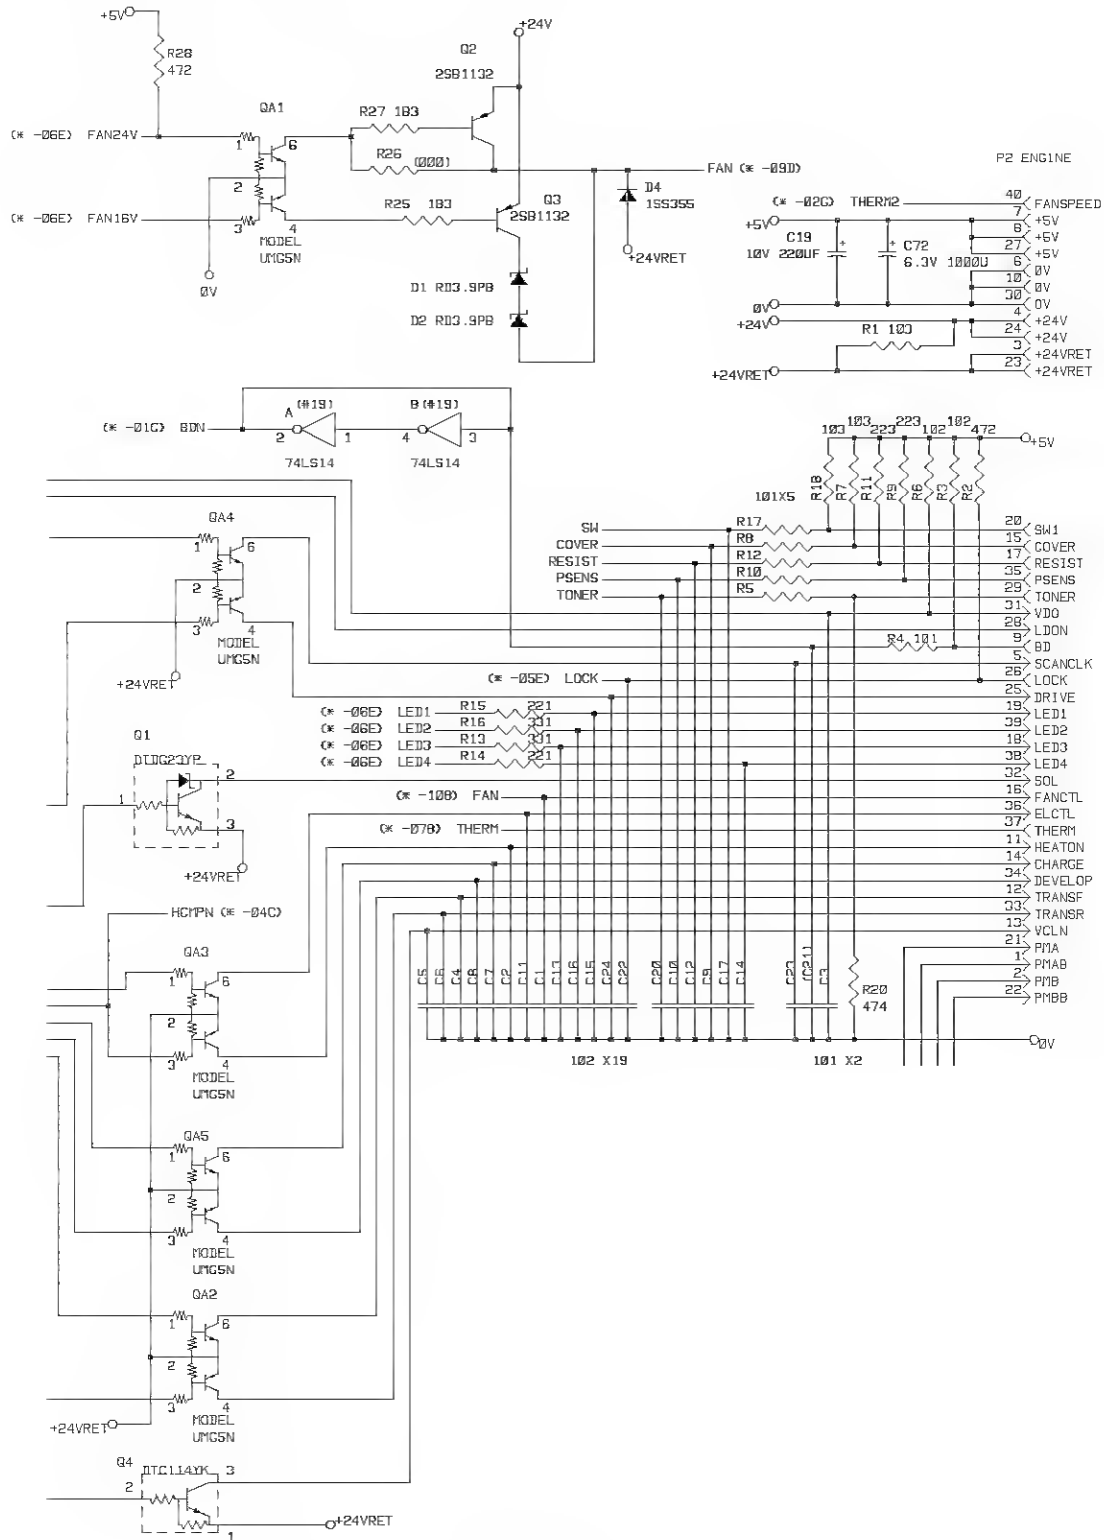 +5V
R28
472
+24V
Q2
2SB1132
QA1
(* -06E) FAN24V
1
6
R27 183
R26
(000)
FAN (* -09D)
2
Q3
2SB1132
D4
1SS355
(* -06E) FAN16V
3
4
R25 183
MODEL
UMG5N
0V
+24VRET
D1 RD3.9PB
D2 RD3.9PB
P2 ENGINE
(* -02G) THERM2
40 FANSPEED
7 +5V
+5V
C19
10V 220UF
C72
6.3V 1000U
8 +5V
27 +5V
6 0V
10 0V
0V
30 0V
+24V
4 +24V
R1 103
24 +24V
3 +24VRET
+24VRET
23 +24VRET
(* -01G) BDN
A (#19)
B (#19)
2
1
4
3
74LS14
74LS14
103
103
223
223
102
102
472
+5V
R18
R7
R11
R9
R6
R3
R2
101X5
SW
R17
20 SW1
COVER
R8
15 COVER
RESIST
R12
17 RESIST
PSENS
R10
35 PSENS
TONER
R5
29 TONER
31 VDO
28 LDON
R4 101
9 BD
5 SCANCLK
(* -05E) LOCK
26 LOCK
25 DRIVE
(* -06E) LED1
R15
221
19 LED1
(* -06E) LED2
R16
331
39 LED2
(* -06E) LED3
R13
331
18 LED3
(* -06E) LED4
R14
221
38 LED4
32 SOL
(* -10B) FAN
16 FANCTL
36 ELCTL
(* -07B) THERM
37 THERM
11 HEATON
14 CHARGE
34 DEVELOP
12 TRANSF
33 TRANSR
13 VCLN
21 PMA
1 PMAB
2 PMB
22 PMBB
QA4
1
6
2
3
4
MODEL
UMG5N
+24VRET
Q1
DTDG23YP
1
2
3
+24VRET
HCMPN (* -04C)
QA3
1
6
2
3
4
MODEL
UMG5N
C5
C6
C4
C8
C7
C2
C11
C1
C13
C16
C15
C24
C22
C20
C10
C12
C9
C17
C14
C23
(C21)
C3
R20
474
0V
102 X19
101 X2
QA5
1
6
2
3
4
MODEL
UMG5N
QA2
1
6
2
3
4
MODEL
UMG5N
+24VRET
Q4
DTC114YK
2
3
1
+24VRET